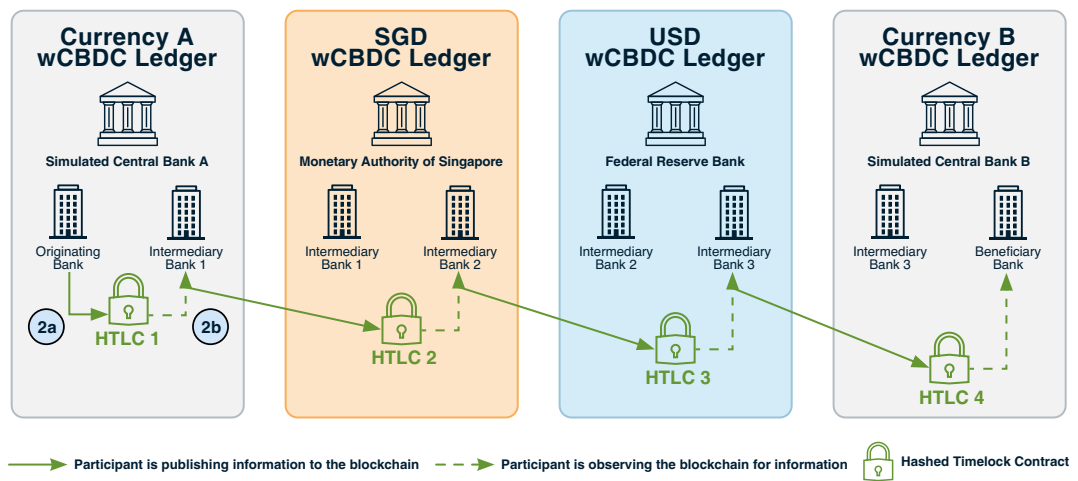 Currency A
wCBDC Ledger
Simulated Central Bank A
Originating
Bank
Intermediary
Bank 1
2a
HTLC 1
2b
SGD
wCBDC Ledger
Monetary Authority of Singapore
Intermediary
Bank 1
Intermediary
Bank 2
HTLC 2
USD
wCBDC Ledger
Federal Reserve Bank
Intermediary
Bank 2
Intermediary
Bank 3
HTLC 3
Currency B
wCBDC Ledger
Simulated Central Bank B
Intermediary
Bank 3
Beneficiary
Bank
HTLC 4
Participant is publishing information to the blockchain
Participant is observing the blockchain for information
Hashed Timelock Contract